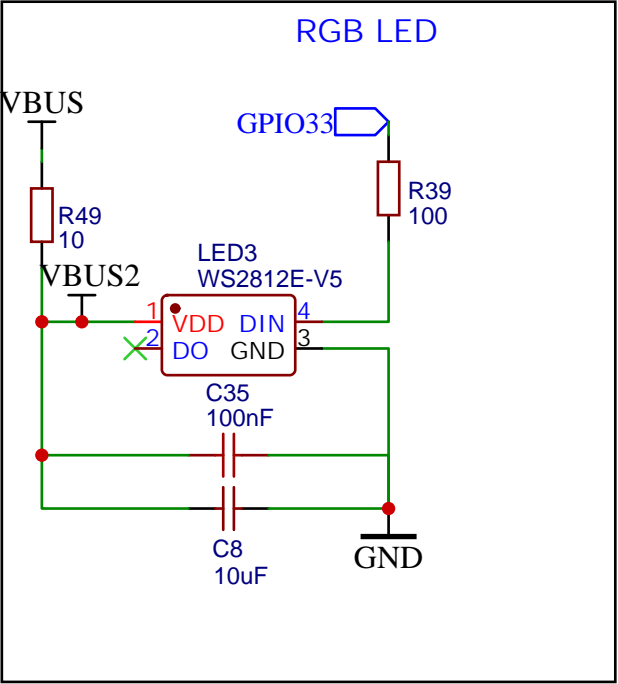 RGB LED
VBUS
GPIO33
R49
10
R39
100
VBUS2
LED3
WS2812E-V5
1
VDD
DIN
4
2
DO
GND
3
C35
100nF
C8
10uF
GND